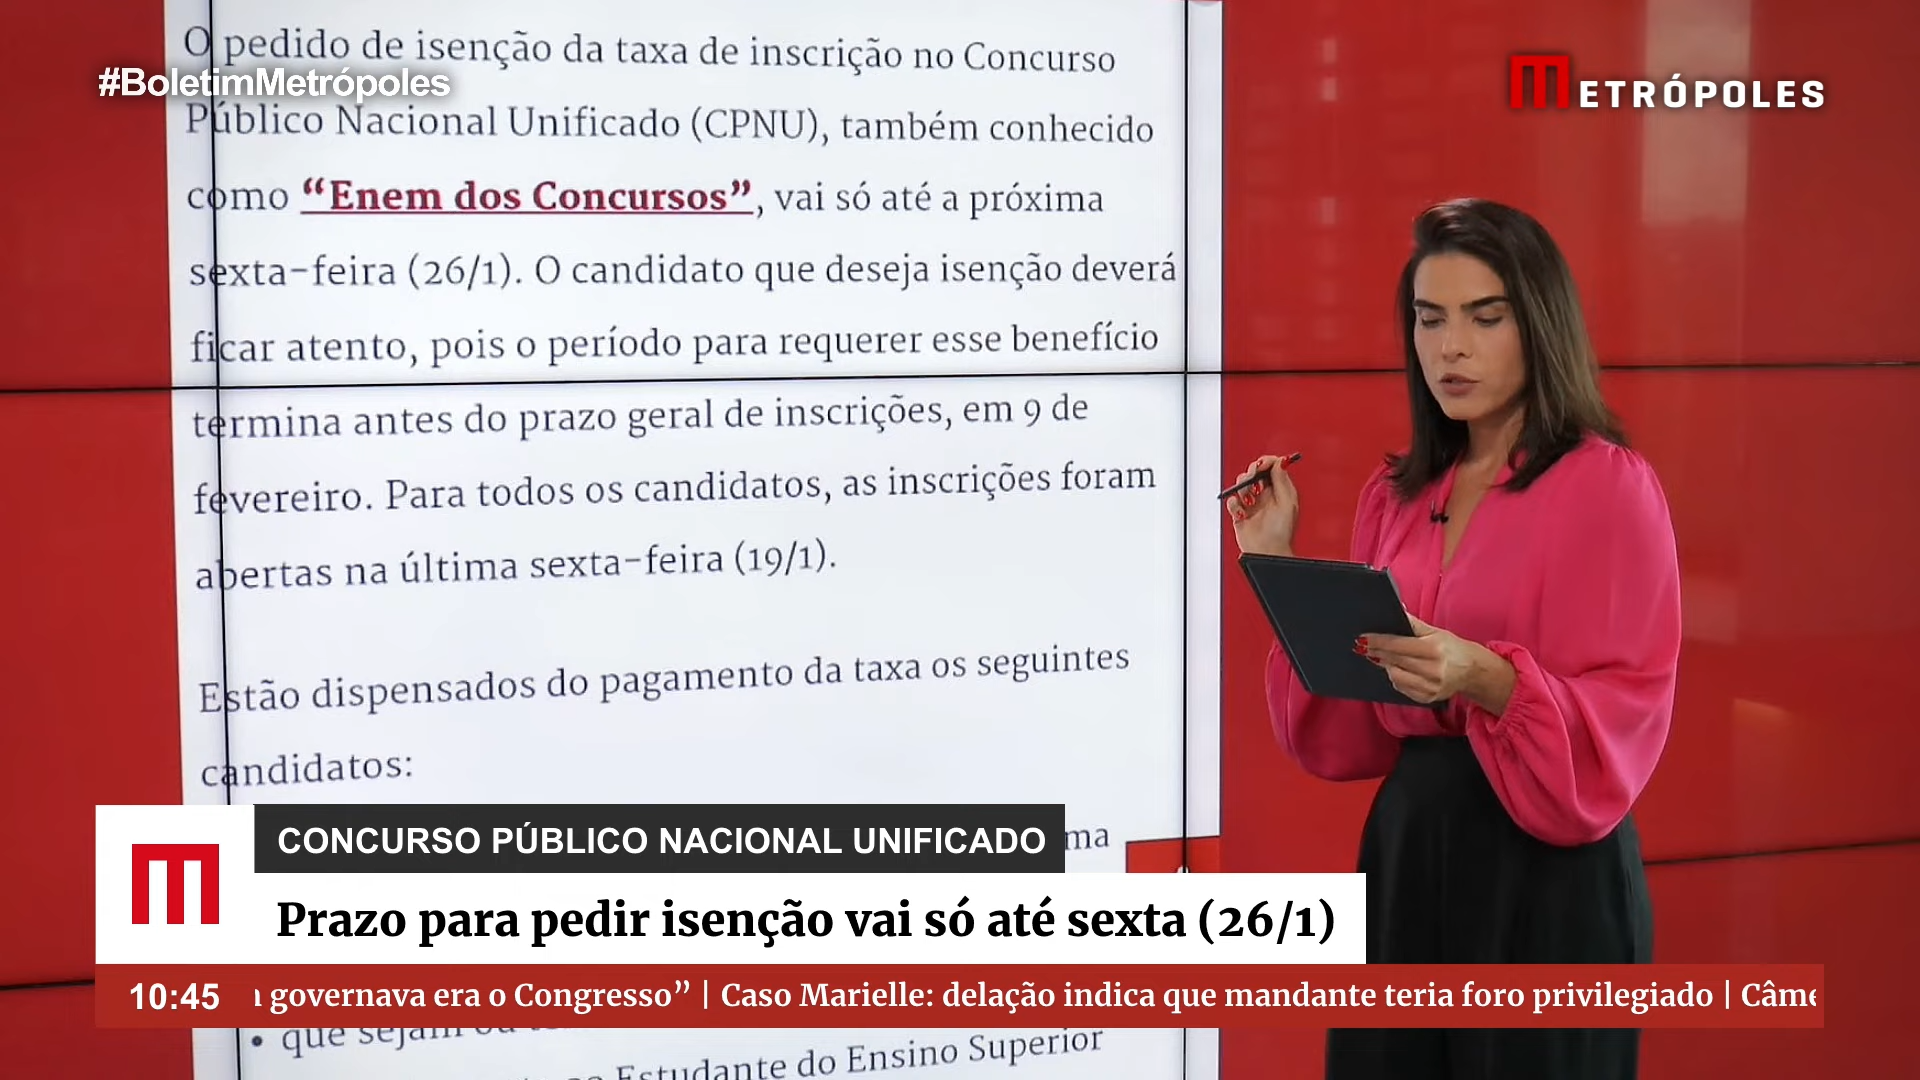 O pedido de isenção da taxa de inscrição no Concurso
#BoletimMetrópoles
METRÓPOLES
Público Nacional Unificado (CPNU), também conhecido
como “Enem dos Concursos”, vai só até a próxima
sexta-feira (26/1). O candidato que deseja isenção deverá
ficar atento, pois o período para requerer esse benefício
termina antes do prazo geral de inscrições, em 9 de
fevereiro. Para todos os candidatos, as inscrições foram
abertas na última sexta-feira (19/1).
Estão dispensados do pagamento da taxa os seguintes
candidatos:
CONCURSO PÚBLICO NACIONAL UNIFICADO
Prazo para pedir isenção vai só até sexta (26/1)
10:45 governava era o Congresso” | Caso Marielle: delação indica que mandante teria foro privilegiado |
• que sejam
Estudante do Ensino Superior